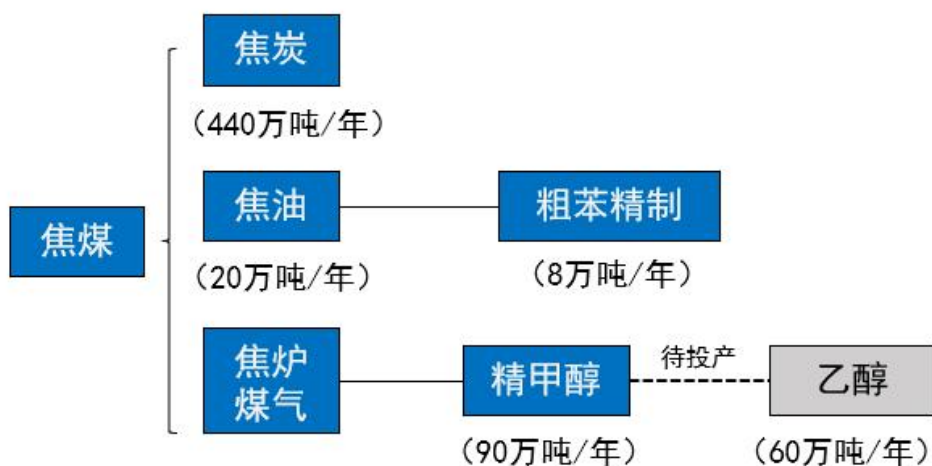 焦炭
（440万吨/年）
焦油
粗苯精制
焦煤
（20万吨/年）
（8万吨/年）
焦炉
煤气
精甲醇
待投产
乙醇
（90万吨/年）
（60万吨/年）